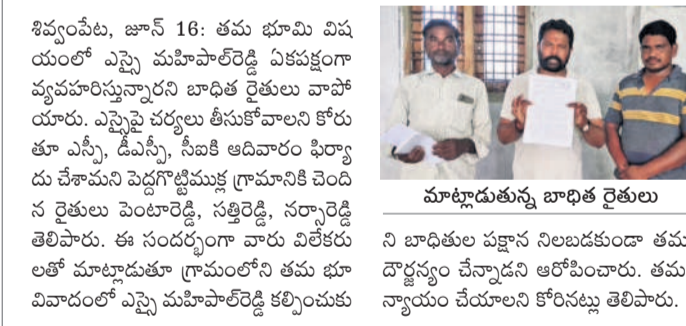 శివ్వంపేట, జూన్ 16: తమ భూమి విష
యంలో ఎస్సై మహిపాల్‌రెడ్డి ఏకపక్షంగా
వ్యవహరిస్తున్నారని బాధిత రైతులు వాపో
యారు. ఎస్సైపై చర్యలు తీసుకోవాలని కోరు
తూ ఎస్పీ, డీఎస్పీ, సీఐకి ఆదివారం ఫిర్యా
దు చేశామని పెద్దగొట్టిముక్ల గ్రామానికి చెంది
న రైతులు పెంటారెడ్డి, సత్తిరెడ్డి, నర్సారెడ్డి
తెలిపారు. ఈ సందర్భంగా వారు విలేకరు
లతో మాట్లాడుతూ గ్రామంలోని తమ భూ
వివాదంలో ఎస్సై మహిపాల్‌రెడ్డి కల్పించుకు
మాట్లాడుతున్న బాధిత రైతులు
ని బాధితుల పక్షాన నిలబడకుండా తమ
దౌర్జన్యం చేన్నాడని ఆరోపించారు. తమ
న్యాయం చేయాలని కోరినట్లు తెలిపారు.